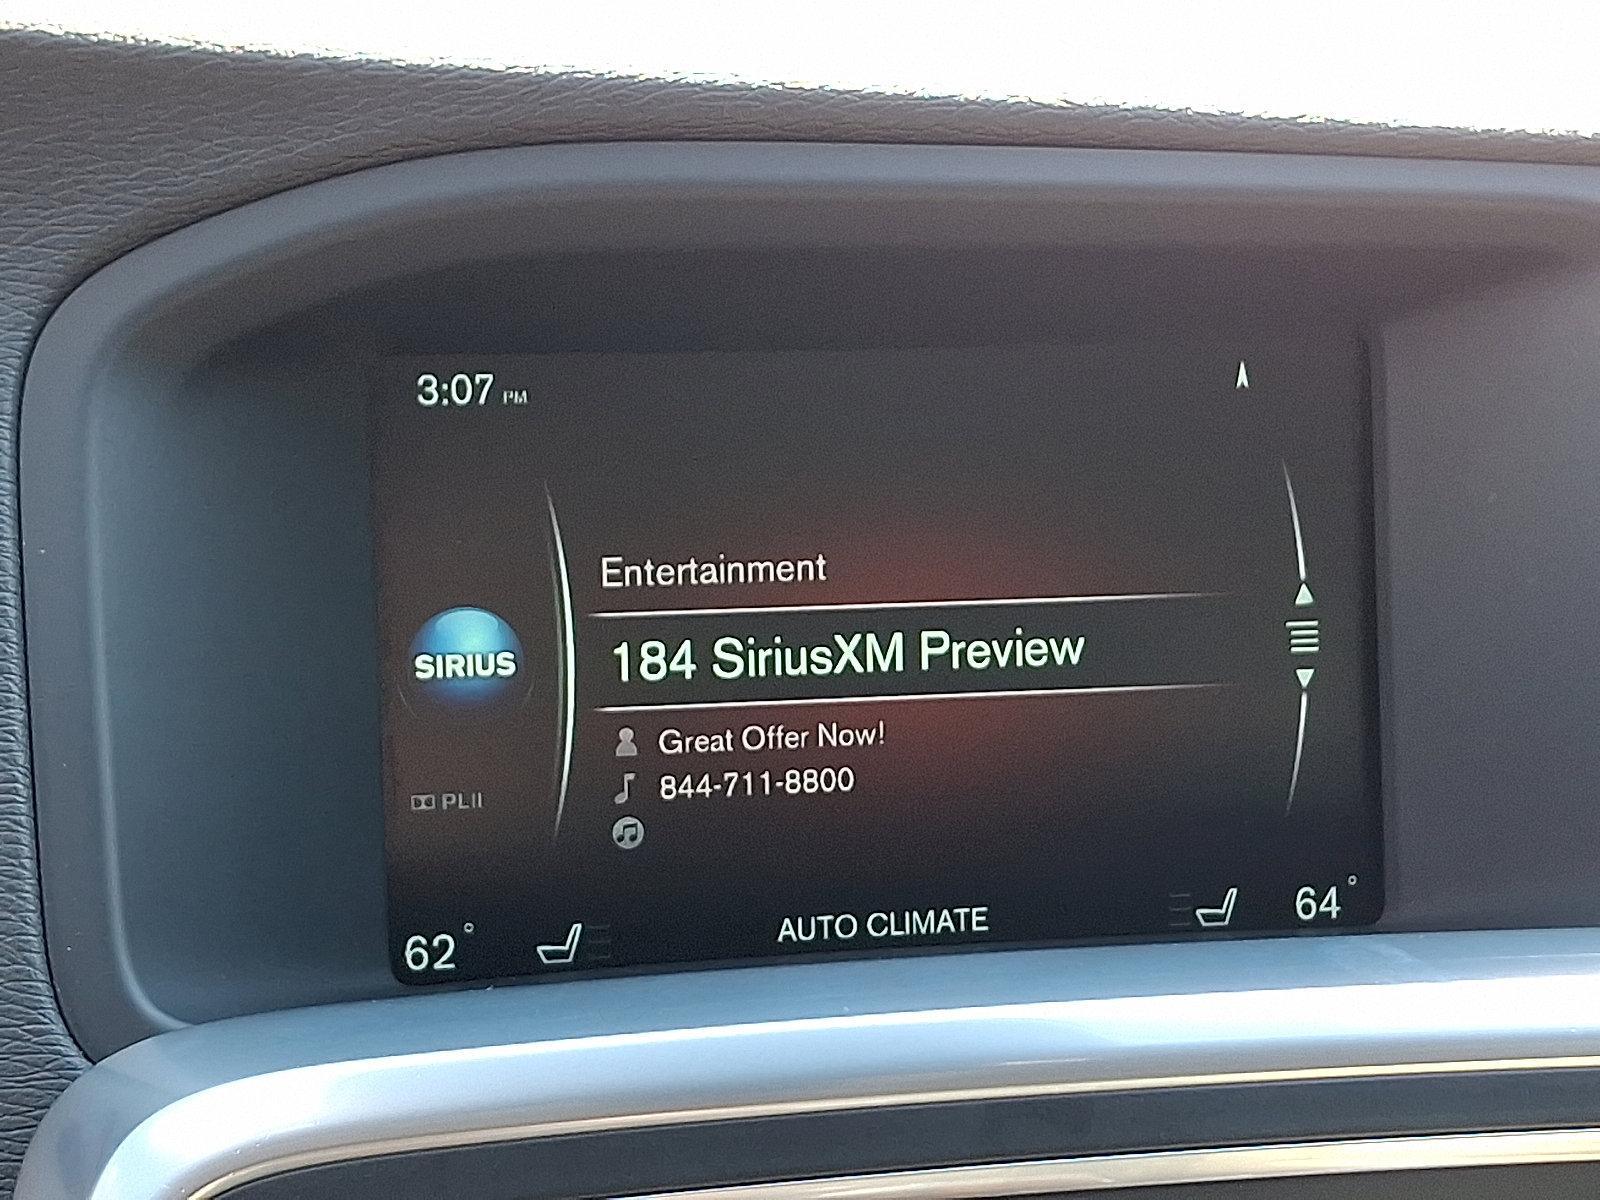 3:07 PM
Entertainment
SIRIUS
184 SiriusXM Preview
Great Offer Now!
844-711-8800
PLII
62°
AUTO CLIMATE
64°